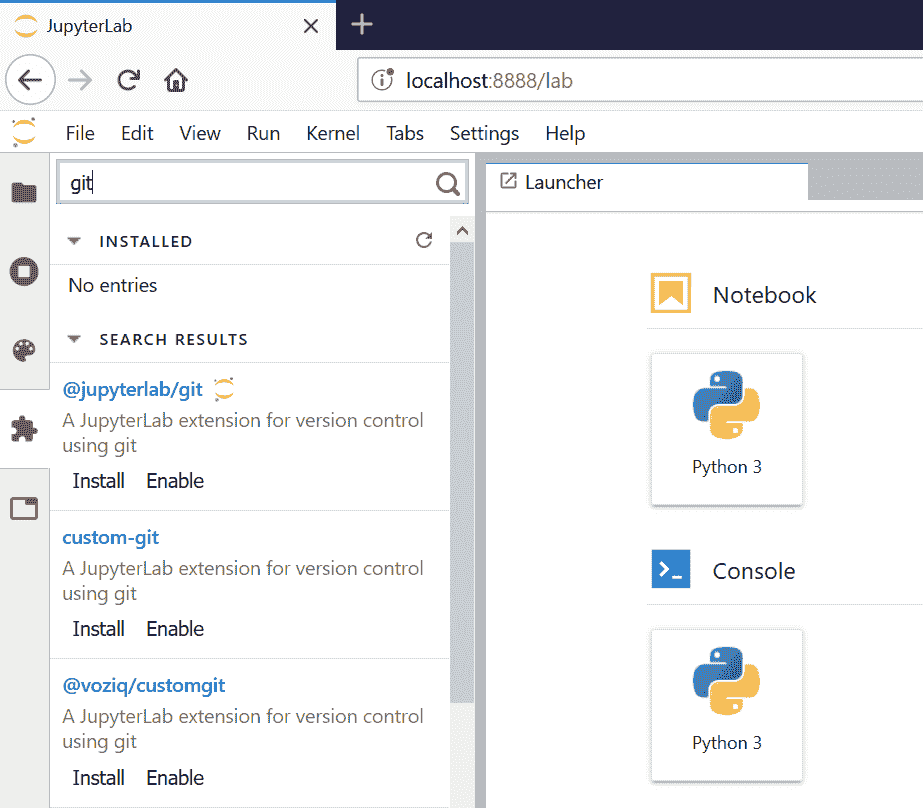 JupyterLab
localhost:8888/lab
File Edit View Run Kernel Tabs Settings Help
git
Launcher
INSTALLED
No entries
SEARCH RESULTS
@jupyterlab/git
A JupyterLab extension for version control
using git
Install Enable
custom-git
A JupyterLab extension for version control
using git
Install Enable
@voziq/customgit
A JupyterLab extension for version control
using git
Install Enable
Notebook
Python 3
Console
Python 3